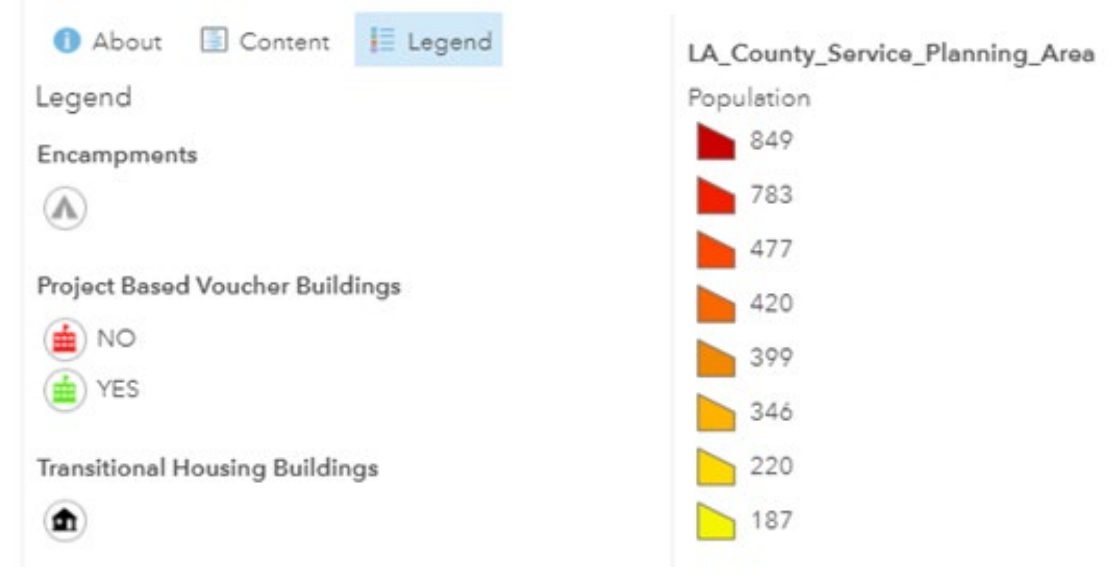 About Content Legend
Legend
Encampments
Project Based Voucher Buildings
NO
YES
Transitional Housing Buildings
LA_County_Service_Planning_Area
Population
849
783
477
420
399
346
220
187